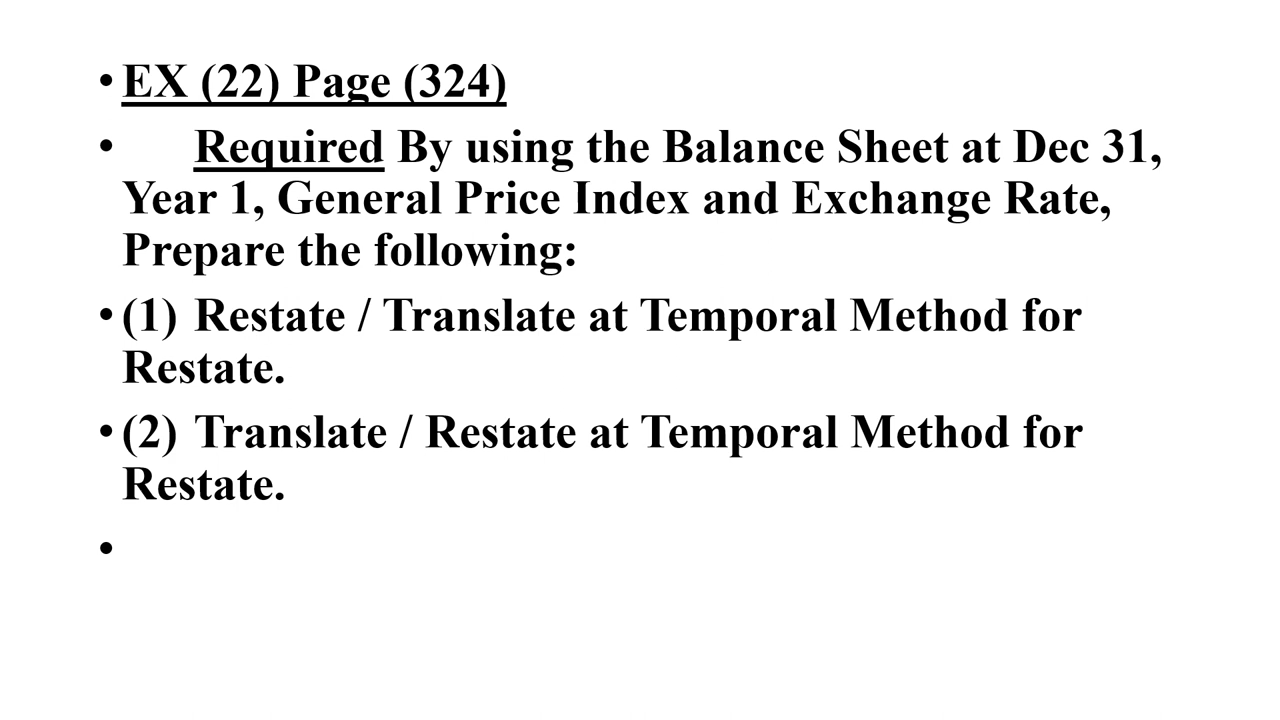 • EX (22) Page (324)
• Required By using the Balance Sheet at Dec 31,
Year 1, General Price Index and Exchange Rate,
Prepare the following:
• (1) Restate / Translate at Temporal Method for
Restate.
• (2) Translate / Restate at Temporal Method for
Restate.
•